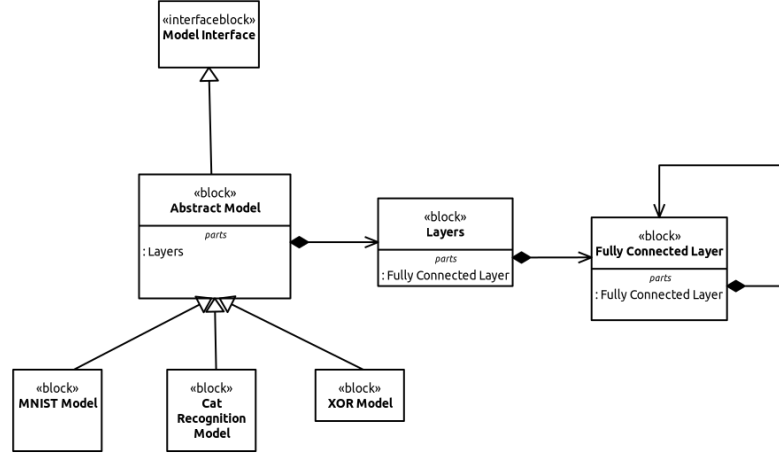 «interfaceblock»
Model Interface
«block»
Abstract Model
parts
: Layers
«block»
Layers
parts
: Fully Connected Layer
«block»
Fully Connected Layer
parts
: Fully Connected Layer
«block»
MNIST Model
«block»
Cat
Recognition
Model
«block»
XOR Model